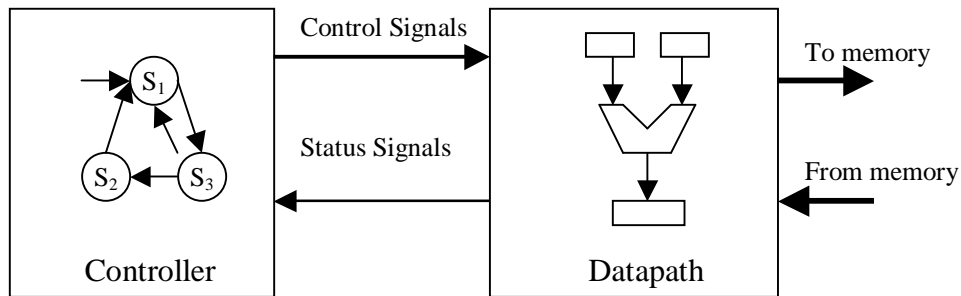 Control Signals
To memory
S₁
Status Signals
S₂
S₃
From memory
Controller
Datapath